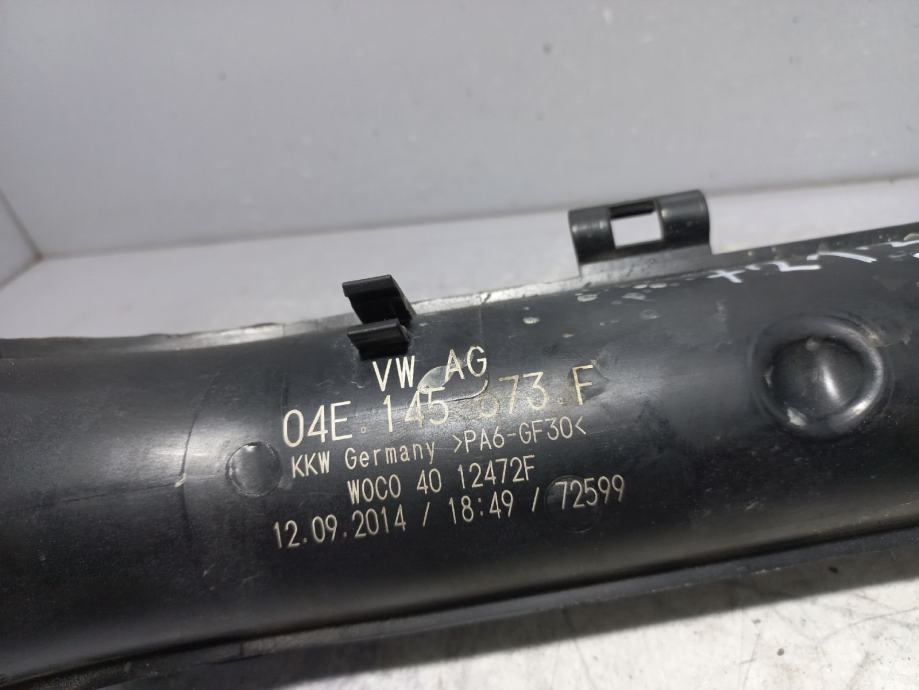 VW AG
04E.145 673.F
KKW Germany >PA6-GF30<
WOCO 40 12472F
12.09.2014 / 18:49 / 72599